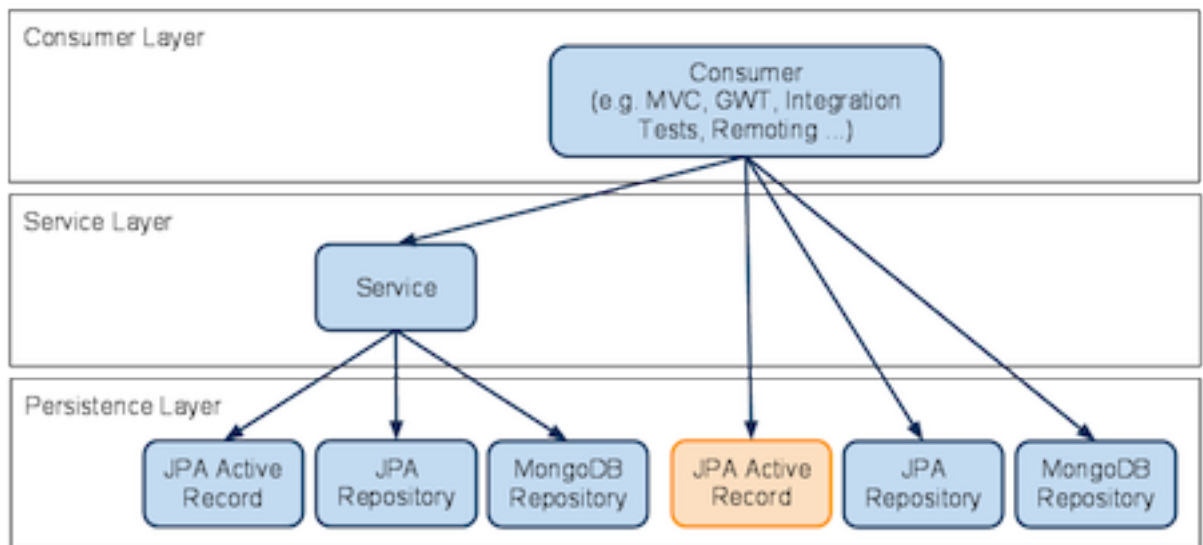 Consumer Layer
Consumer
(e.g. MVC, GWT, Integration
Tests, Remoting ...)
Service Layer
Service
Persistence Layer
JPA Active
Record
JPA
Repository
MongoDB
Repository
JPA Active
Record
JPA
Repository
MongoDB
Repository